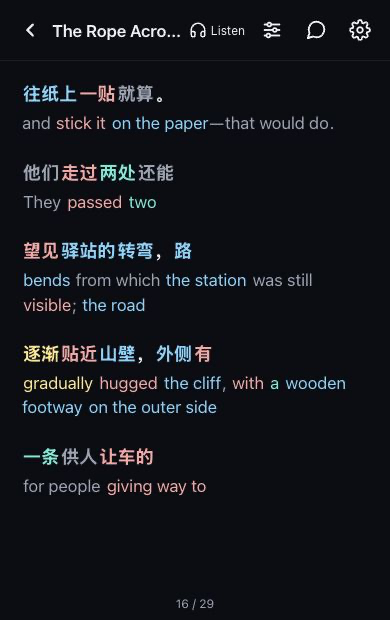 The Rope Acro... Listen
往纸上一贴就算。
and stick it on the paper—that would do.
他们走过两处还能
They passed two
望见驿站的转弯，路
bends from which the station was still
visible; the road
逐渐贴近山壁，外侧有
gradually hugged the cliff, with a wooden
footway on the outer side
一条供人让车的
for people giving way to
16 / 29